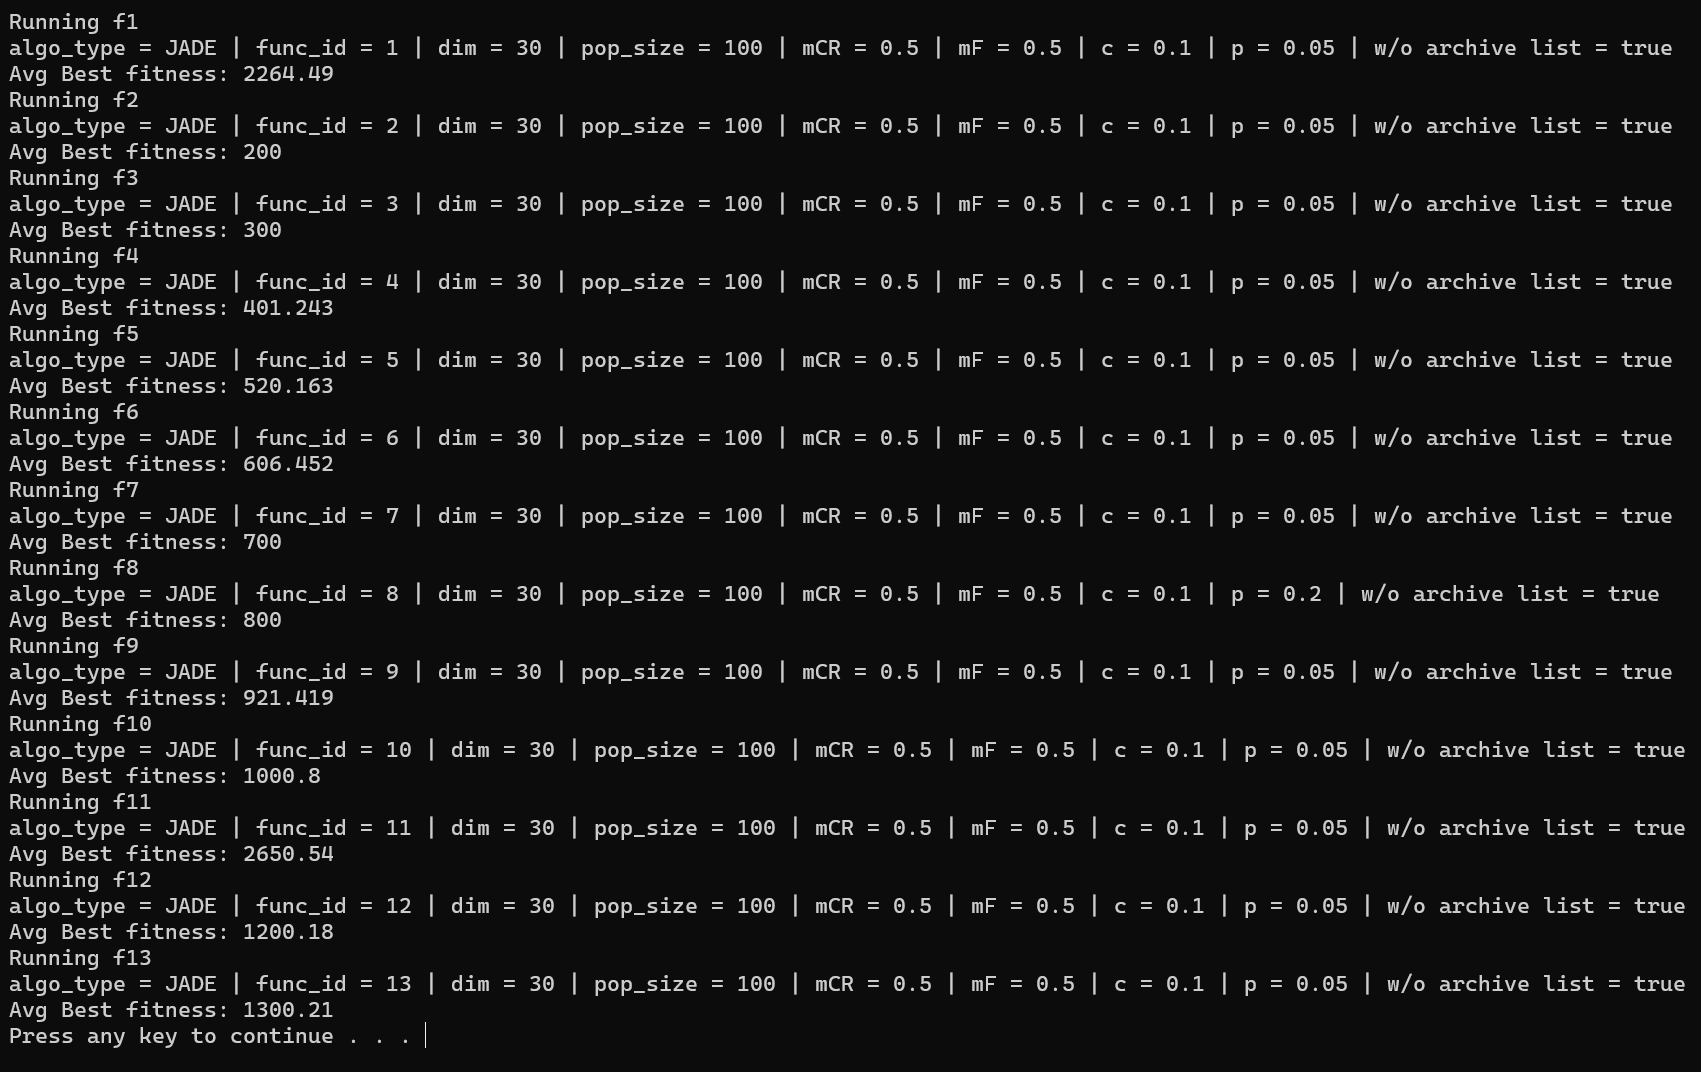 Running f1
algo_type = JADE | func_id = 1 | dim = 30 | pop_size = 100 | mCR = 0.5 | mF = 0.5 | c = 0.1 | p = 0.05 | w/o archive list = true
Avg Best fitness: 2264.49
Running f2
algo_type = JADE | func_id = 2 | dim = 30 | pop_size = 100 | mCR = 0.5 | mF = 0.5 | c = 0.1 | p = 0.05 | w/o archive list = true
Avg Best fitness: 200
Running f3
algo_type = JADE | func_id = 3 | dim = 30 | pop_size = 100 | mCR = 0.5 | mF = 0.5 | c = 0.1 | p = 0.05 | w/o archive list = true
Avg Best fitness: 300
Running f4
algo_type = JADE | func_id = 4 | dim = 30 | pop_size = 100 | mCR = 0.5 | mF = 0.5 | c = 0.1 | p = 0.05 | w/o archive list = true
Avg Best fitness: 401.243
Running f5
algo_type = JADE | func_id = 5 | dim = 30 | pop_size = 100 | mCR = 0.5 | mF = 0.5 | c = 0.1 | p = 0.05 | w/o archive list = true
Avg Best fitness: 520.163
Running f6
algo_type = JADE | func_id = 6 | dim = 30 | pop_size = 100 | mCR = 0.5 | mF = 0.5 | c = 0.1 | p = 0.05 | w/o archive list = true
Avg Best fitness: 606.452
Running f7
algo_type = JADE | func_id = 7 | dim = 30 | pop_size = 100 | mCR = 0.5 | mF = 0.5 | c = 0.1 | p = 0.05 | w/o archive list = true
Avg Best fitness: 700
Running f8
algo_type = JADE | func_id = 8 | dim = 30 | pop_size = 100 | mCR = 0.5 | mF = 0.5 | c = 0.1 | p = 0.2 | w/o archive list = true
Avg Best fitness: 800
Running f9
algo_type = JADE | func_id = 9 | dim = 30 | pop_size = 100 | mCR = 0.5 | mF = 0.5 | c = 0.1 | p = 0.05 | w/o archive list = true
Avg Best fitness: 921.419
Running f10
algo_type = JADE | func_id = 10 | dim = 30 | pop_size = 100 | mCR = 0.5 | mF = 0.5 | c = 0.1 | p = 0.05 | w/o archive list = true
Avg Best fitness: 1000.8
Running f11
algo_type = JADE | func_id = 11 | dim = 30 | pop_size = 100 | mCR = 0.5 | mF = 0.5 | c = 0.1 | p = 0.05 | w/o archive list = true
Avg Best fitness: 2650.54
Running f12
algo_type = JADE | func_id = 12 | dim = 30 | pop_size = 100 | mCR = 0.5 | mF = 0.5 | c = 0.1 | p = 0.05 | w/o archive list = true
Avg Best fitness: 1200.18
Running f13
algo_type = JADE | func_id = 13 | dim = 30 | pop_size = 100 | mCR = 0.5 | mF = 0.5 | c = 0.1 | p = 0.05 | w/o archive list = true
Avg Best fitness: 1300.21
Press any key to continue . . .